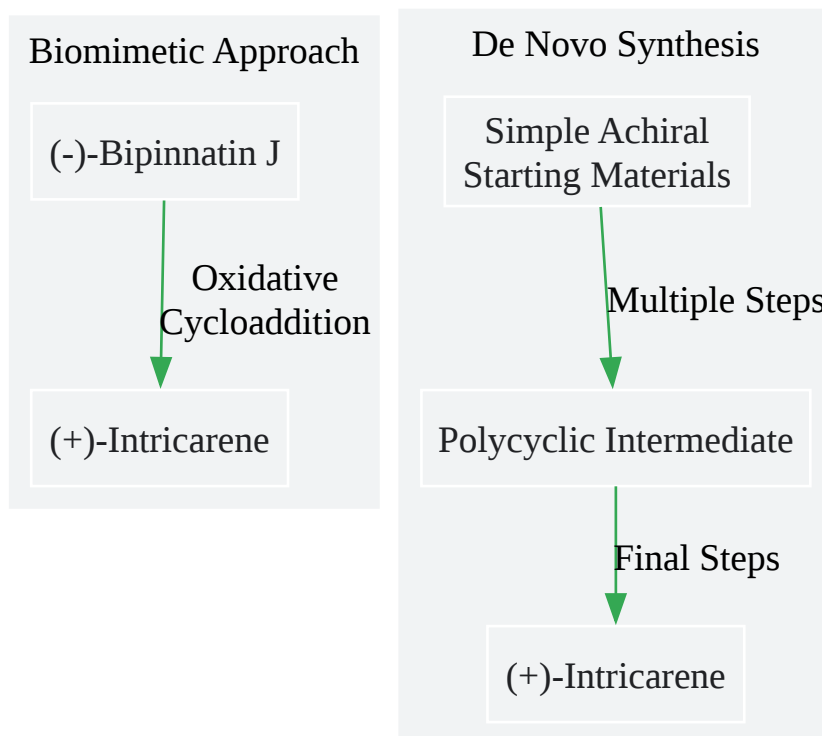 Biomimetic Approach
(-)-Bipinnatin J
Oxidative
Cycloaddition
(+)-Intricarene
De Novo Synthesis
Simple Achiral
Starting Materials
Multiple Steps
Polycyclic Intermediate
Final Steps
(+)-Intricarene